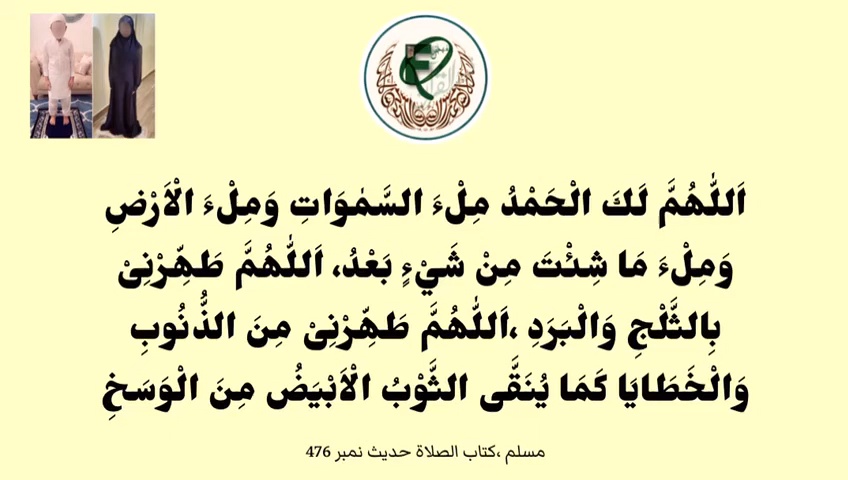 اَللّٰهُمَّ لَكَ الْحَمْدُ مِلْءَ السَّمٰوَاتِ وَمِلْءَ الْاَرْضِ
وَمِلْءَ مَا شِئْتَ مِنْ شَيْءٍ بَعْدُ، اَللّٰهُمَّ طَهِّرْنِىْ
بِالثَّلْجِ وَالْبَرَدِ ،اَللّٰهُمَّ طَهِّرْنِىْ مِنَ الذُّنُوبِ
وَالْخَطَايَا كَمَا يُنَقَّى الثَّوْبُ الْاَبْيَضُ مِنَ الْوَسَخِ
مسلم ،كتاب الصلاة حديث نمبر 476